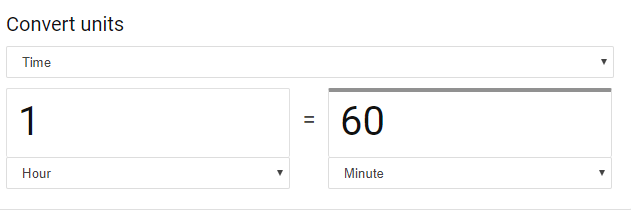 Convert units
Time
1 = 60
Hour Minute